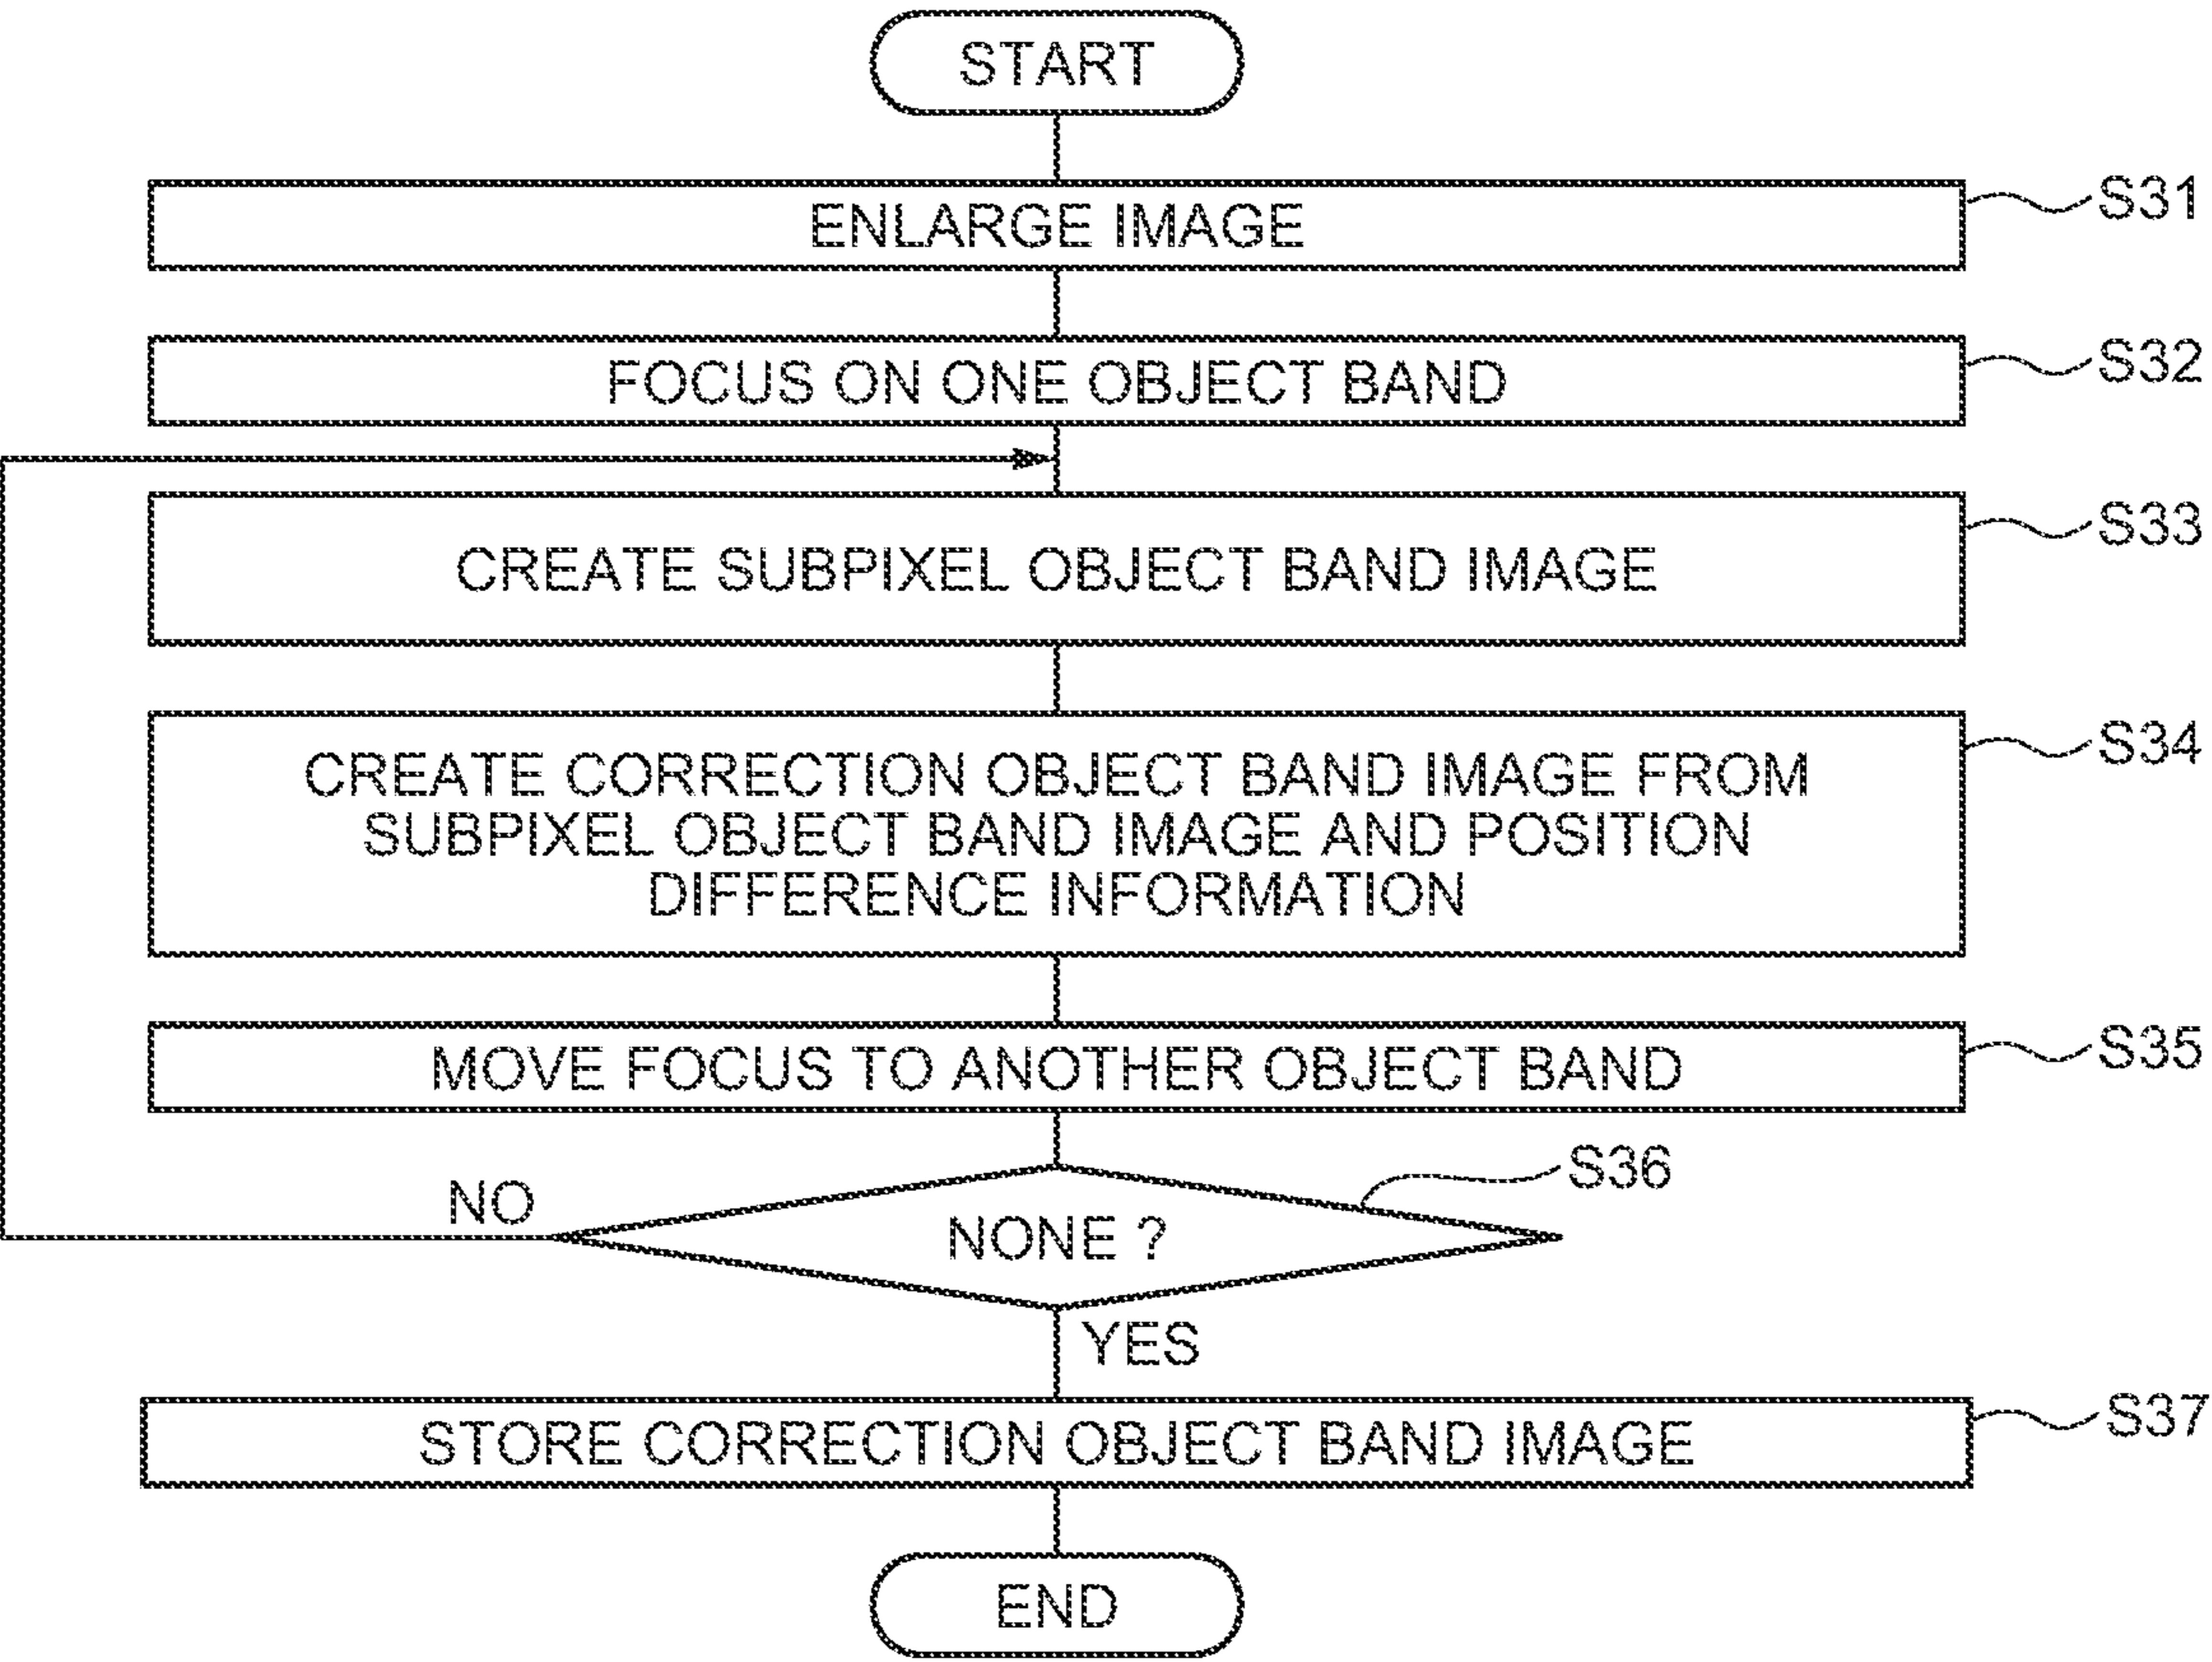 START
ENLARGE IMAGE
S31
FOCUS ON ONE OBJECT BAND
S32
CREATE SUBPIXEL OBJECT BAND IMAGE
S33
CREATE CORRECTION OBJECT BAND IMAGE FROM
SUBPIXEL OBJECT BAND IMAGE AND POSITION
DIFFERENCE INFORMATION
S34
MOVE FOCUS TO ANOTHER OBJECT BAND
S35
NONE ?
S36
NO
YES
STORE CORRECTION OBJECT BAND IMAGE
S37
END